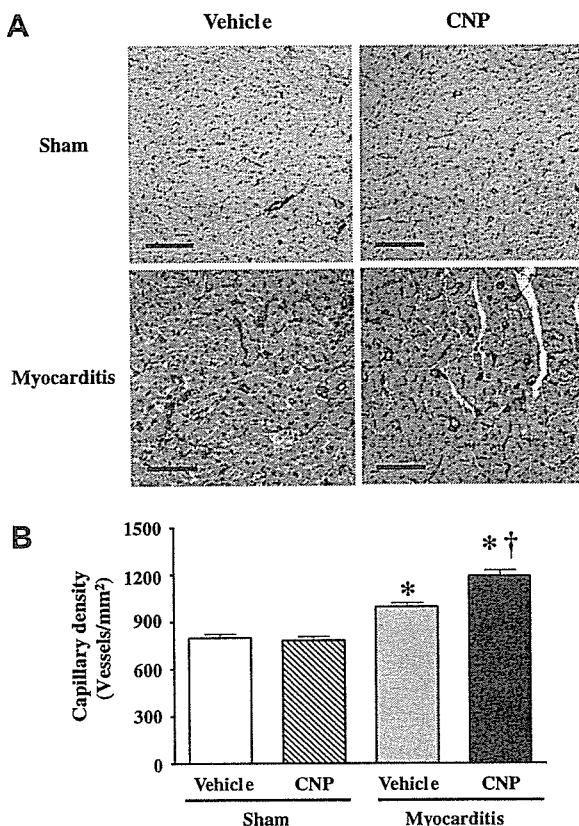 A
Vehicle CNP
Sham
Myocarditis
B
Capillary density
(Vessels/mm²)
1500
1200
900
600
300
0
* * †
Vehicle CNP Vehicle CNP
Sham Myocarditis